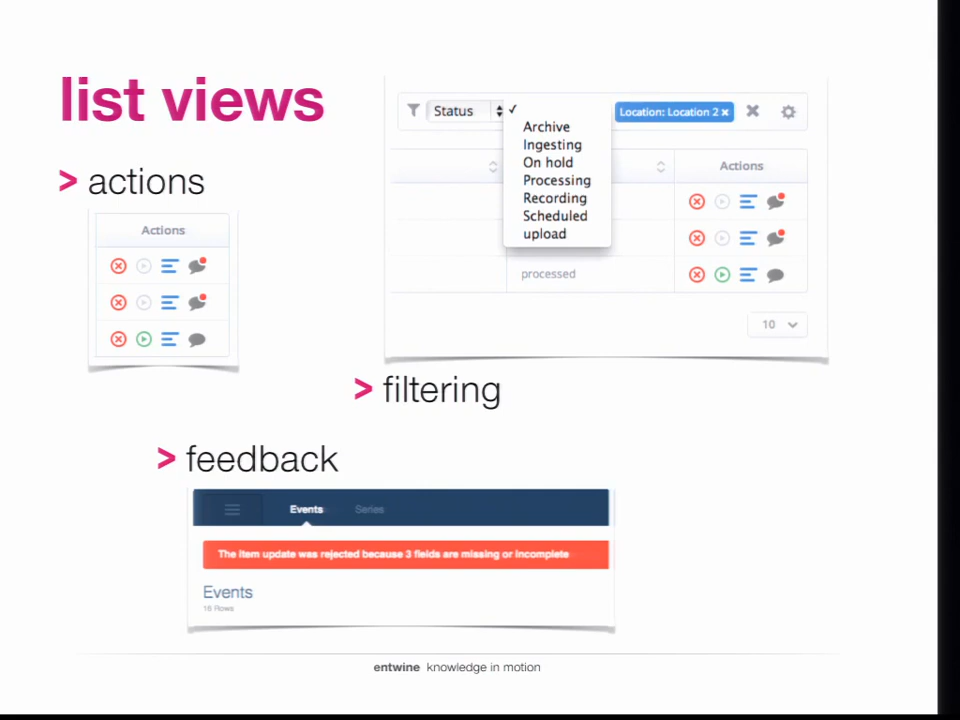 list views
> actions
Actions
Status
✓
Archive
Ingesting
On hold
Processing
Recording
Scheduled
upload
Location: Location 2 ×
Actions
processed
10
> filtering
> feedback
Events Series
The item update was rejected because 3 fields are missing or incomplete
Events
16 Rows
entwine knowledge in motion